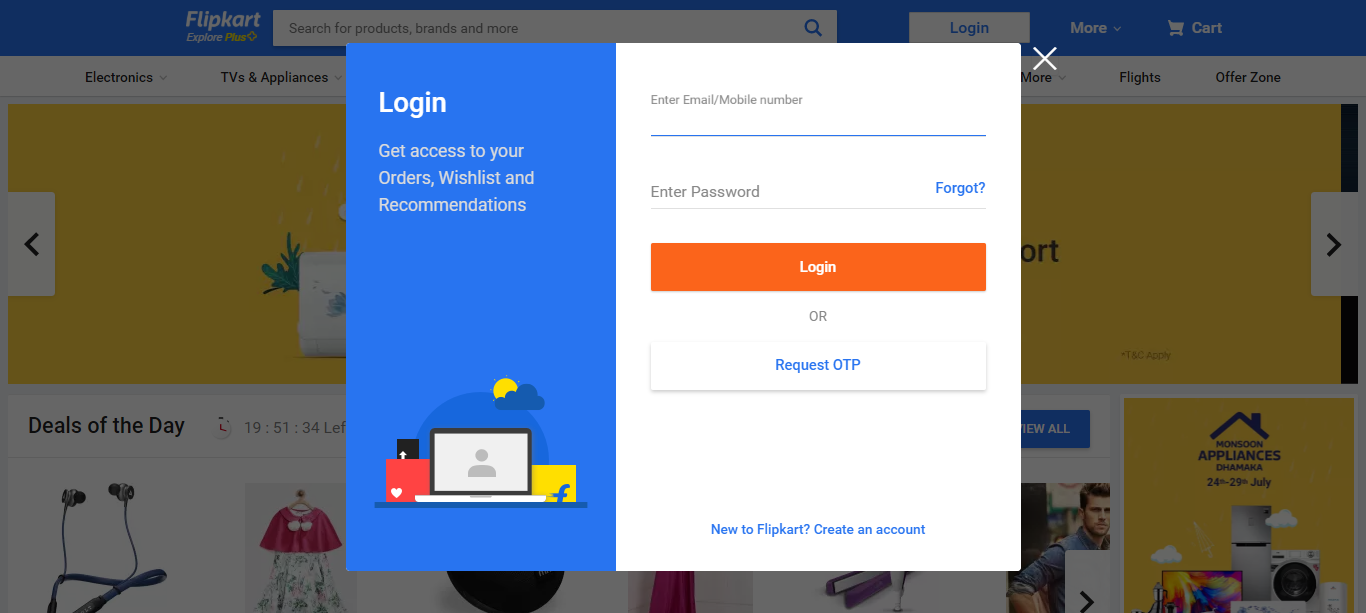 Flipkart
Explore Plus
Search for products, brands and more
Login
More
Cart
Electronics
TVs & Appliances
More
Flights
Offer Zone
Login
Get access to your
Orders, Wishlist and
Recommendations
Enter Email/Mobile number
Enter Password
Forgot?
Login
OR
Request OTP
New to Flipkart? Create an account
ort
*T&C Apply
Deals of the Day
19 : 51 : 34 Lef
VIEW ALL
MONSOON
APPLIANCES
DHAMAKA
24th-29th July